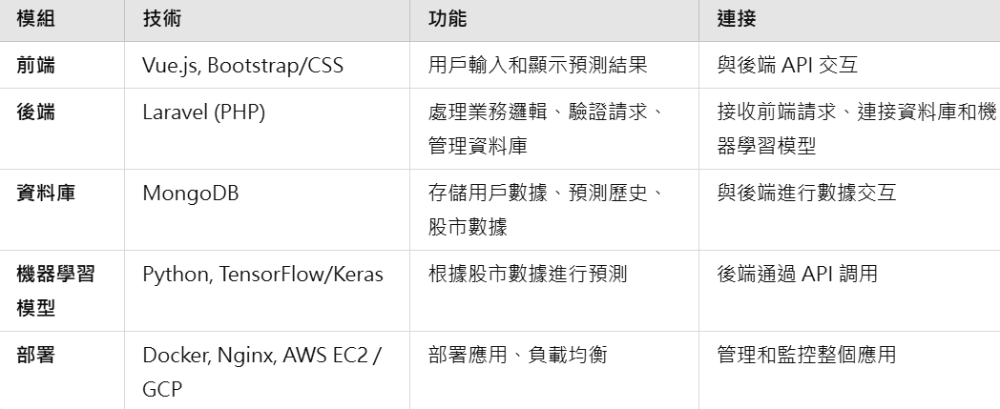 模組 技術 功能 連接
前端 Vue.js, Bootstrap/CSS 用戶輸入和顯示預測結果 與後端 API 交互
後端 Laravel (PHP) 處理業務邏輯、驗證請求、 接收前端請求、連接資料庫和機
管理資料庫 器學習模型
資料庫 MongoDB 存儲用戶數據、預測歷史、 與後端進行數據交互
股市數據
機器學習 Python, TensorFlow/Keras 根據股市數據進行預測 後端通過 API 調用
模型
部署 Docker, Nginx, AWS EC2 / 部署應用、負載均衡 管理和監控整個應用
GCP